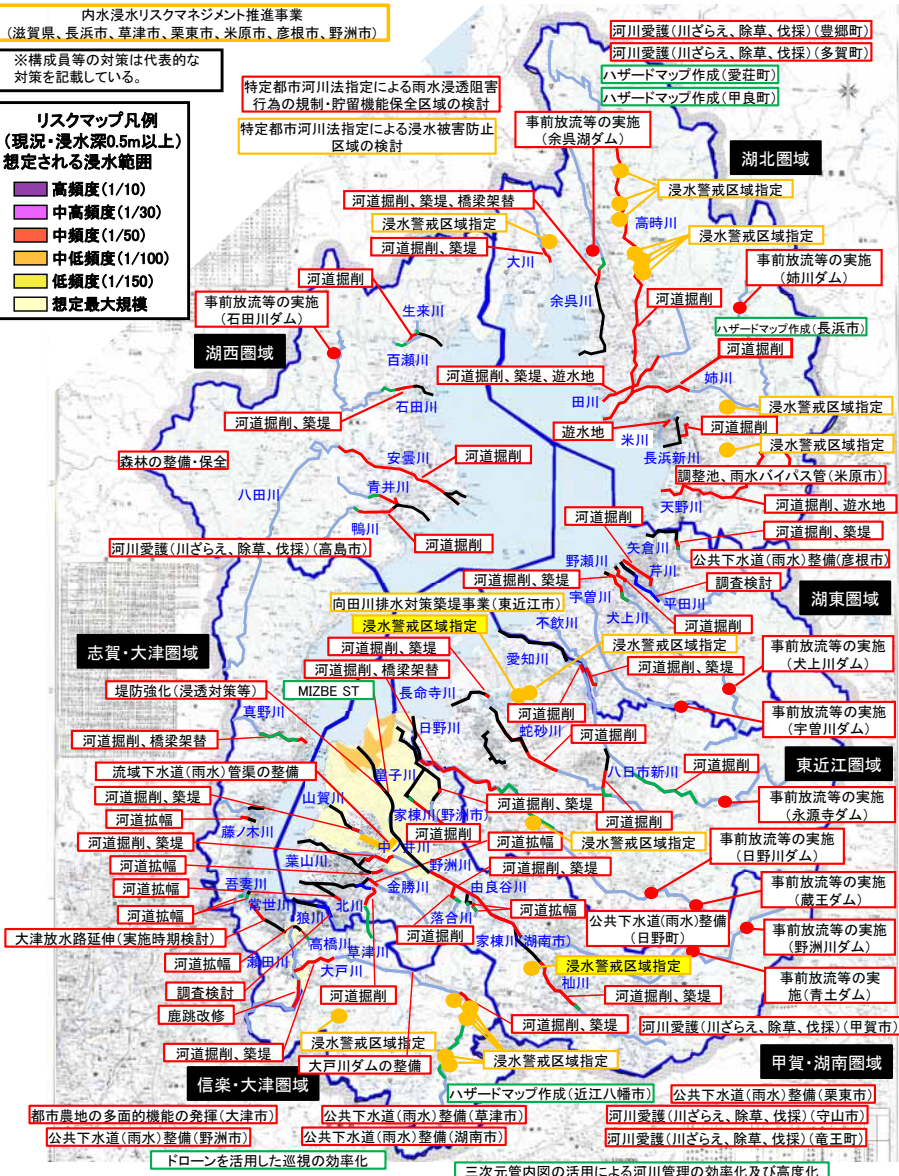 内水浸水リスクマネジメント推進事業
(滋賀県、長浜市、草津市、栗東市、米原市、彦根市、野洲市)
※構成員等の対策は代表的な
対策を記載している。
リスクマップ凡例
(現況・浸水深0.5m以上)
想定される浸水範囲
高頻度(1/10)
中高頻度(1/30)
中頻度(1/50)
中低頻度(1/100)
低頻度(1/150)
想定最大規模
河川愛護(川ざらえ、除草、伐採)(豊郷町)
河川愛護(川ざらえ、除草、伐採)(多賀町)
ハザードマップ作成(愛荘町)
ハザードマップ作成(甲良町)
特定都市河川法指定による雨水浸透阻害
行為の規制・貯留機能保全区域の検討
特定都市河川法指定による浸水被害防止
区域の検討
事前放流等の実施
(余呉湖ダム)
湖北圏域
浸水警戒区域指定
河道掘削、築堤、橋梁架替
浸水警戒区域指定
河道掘削、築堤
大川
高時川
浸水警戒区域指定
事前放流等の実施
(姉川ダム)
河道掘削
生来川
余呉川
河道掘削
事前放流等の実施
(石田川ダム)
百瀬川
ハザードマップ作成(長浜市)
河道掘削
湖西圏域
河道掘削、築堤、遊水地
姉川
石田川
田川
浸水警戒区域指定
河道掘削、築堤
遊水地
米川
河道掘削
長浜新川
浸水警戒区域指定
森林の整備・保全
安曇川
河道掘削
調整池、雨水バイパス管(米原市)
八田川
青井川
天野川
河道掘削、遊水地
鴨川
河道掘削
河道掘削
矢倉川
河道掘削、築堤
河川愛護(川ざらえ、除草、伐採)(高島市)
野瀬川
芹川
公共下水道(雨水)整備(彦根市)
河道掘削、築堤
調査検討
宇曽川
平田川
湖東圏域
向田川排水対策築堤事業(東近江市)
犬上川
河道掘削
浸水警戒区域指定
不飲川
浸水警戒区域指定
志賀・大津圏域
河道掘削、築堤
愛知川
河道掘削、築堤
事前放流等の実施
(犬上川ダム)
河道掘削、橋梁架替
堤防強化(浸透対策等)
MIZBE ST
長命寺川
真野川
日野川
河道掘削
事前放流等の実施
(宇曽川ダム)
河道掘削、橋梁架替
蛇砂川
河道掘削
八日市新川
河道掘削
東近江圏域
流域下水道(雨水)管渠の整備
童子川
河道掘削、築堤
山賀川
家棟川(野洲市)
河道掘削、築堤
河道掘削
事前放流等の実施
(永源寺ダム)
河道拡幅
藤ノ木川
河道掘削
中ノ井川
河道拡幅
浸水警戒区域指定
事前放流等の実施
(日野川ダム)
河道掘削、築堤
葉山川
野洲川
河道掘削、築堤
河道拡幅
吾妻川
金勝川
由良谷川
事前放流等の実施
(蔵王ダム)
河道拡幅
常世川
北川
落合川
河道拡幅
公共下水道(雨水)整備
(日野町)
大津放水路延伸(実施時期検討)
狼川
河道掘削
家棟川(湖南市)
事前放流等の実施
(野洲川ダム)
高橋川
草津川
河道拡幅
瀬田川
大戸川
浸水警戒区域指定
事前放流等の実
施(青土ダム)
調査検討
河道掘削
杣川
河道掘削、築堤
鹿跳改修
河道掘削、築堤
河川愛護(川ざらえ、除草、伐採)(甲賀市)
河道掘削、築堤
浸水警戒区域指定
大戸川ダムの整備
浸水警戒区域指定
甲賀・湖南圏域
信楽・大津圏域
ハザードマップ作成(近江八幡市)
公共下水道(雨水)整備(栗東市)
都市農地の多面的機能の発揮(大津市)
公共下水道(雨水)整備(草津市)
河川愛護(川ざらえ、除草、伐採)(守山市)
公共下水道(雨水)整備(野洲市)
公共下水道(雨水)整備(湖南市)
河川愛護(川ざらえ、除草、伐採)(竜王町)
ドローンを活用した巡視の効率化
三次元管内図の活用による河川管理の効率化及び高度化